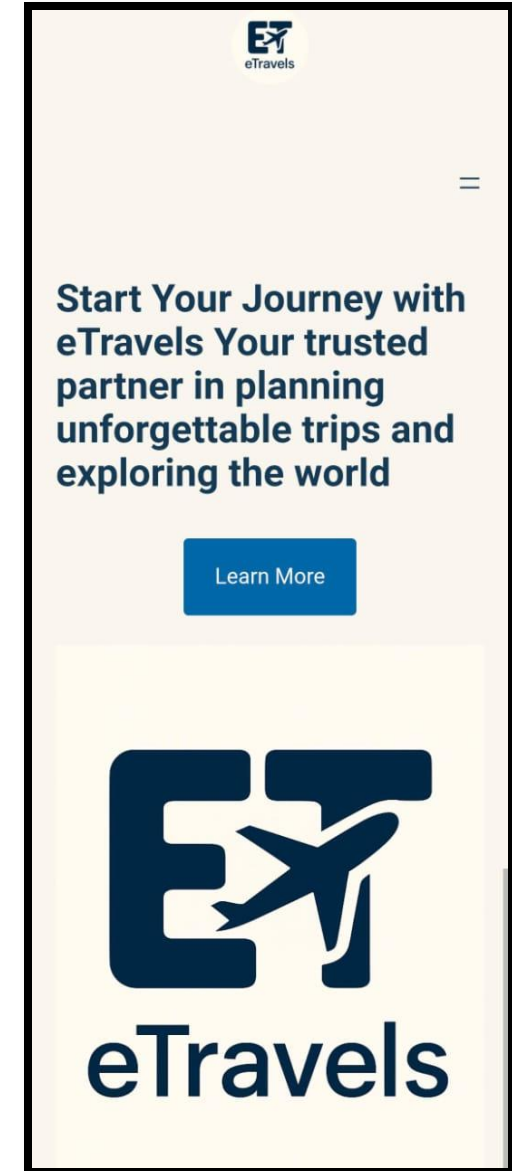 ET
eTravels
Start Your Journey with
eTravels Your trusted
partner in planning
unforgettable trips and
exploring the world
Learn More
ET
eTravels